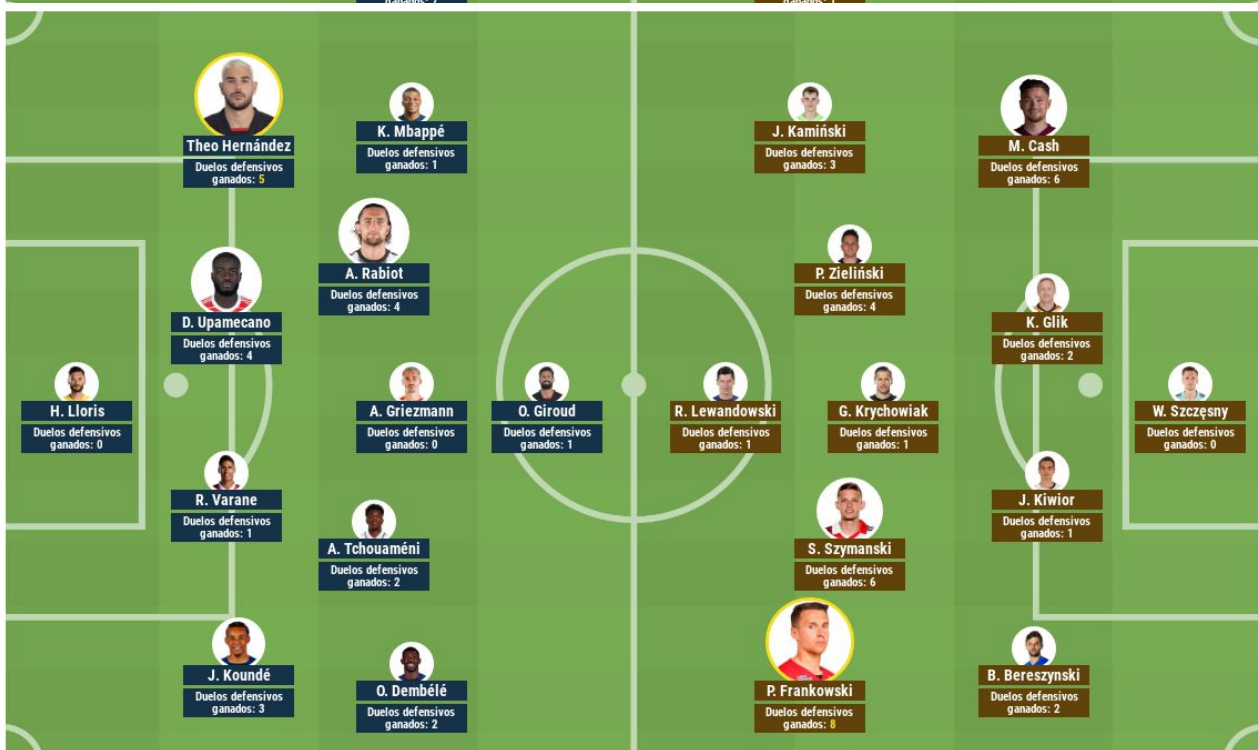 ganados: 2
ganados: 1
Theo Hernández
Duelos defensivos
ganados: 5
K. Mbappé
Duelos defensivos
ganados: 1
A. Rabiot
Duelos defensivos
ganados: 4
D. Upamecano
Duelos defensivos
ganados: 4
H. Lloris
Duelos defensivos
ganados: 0
A. Griezmann
Duelos defensivos
ganados: 0
O. Giroud
Duelos defensivos
ganados: 1
R. Varane
Duelos defensivos
ganados: 1
A. Tchouaméni
Duelos defensivos
ganados: 2
J. Koundé
Duelos defensivos
ganados: 3
O. Dembélé
Duelos defensivos
ganados: 2
J. Kamiński
Duelos defensivos
ganados: 3
M. Cash
Duelos defensivos
ganados: 6
P. Zieliński
Duelos defensivos
ganados: 4
K. Glik
Duelos defensivos
ganados: 2
R. Lewandowski
Duelos defensivos
ganados: 1
G. Krychowiak
Duelos defensivos
ganados: 1
W. Szczęsny
Duelos defensivos
ganados: 0
J. Kiwior
Duelos defensivos
ganados: 1
S. Szymanski
Duelos defensivos
ganados: 6
P. Frankowski
Duelos defensivos
ganados: 8
B. Bereszynski
Duelos defensivos
ganados: 2